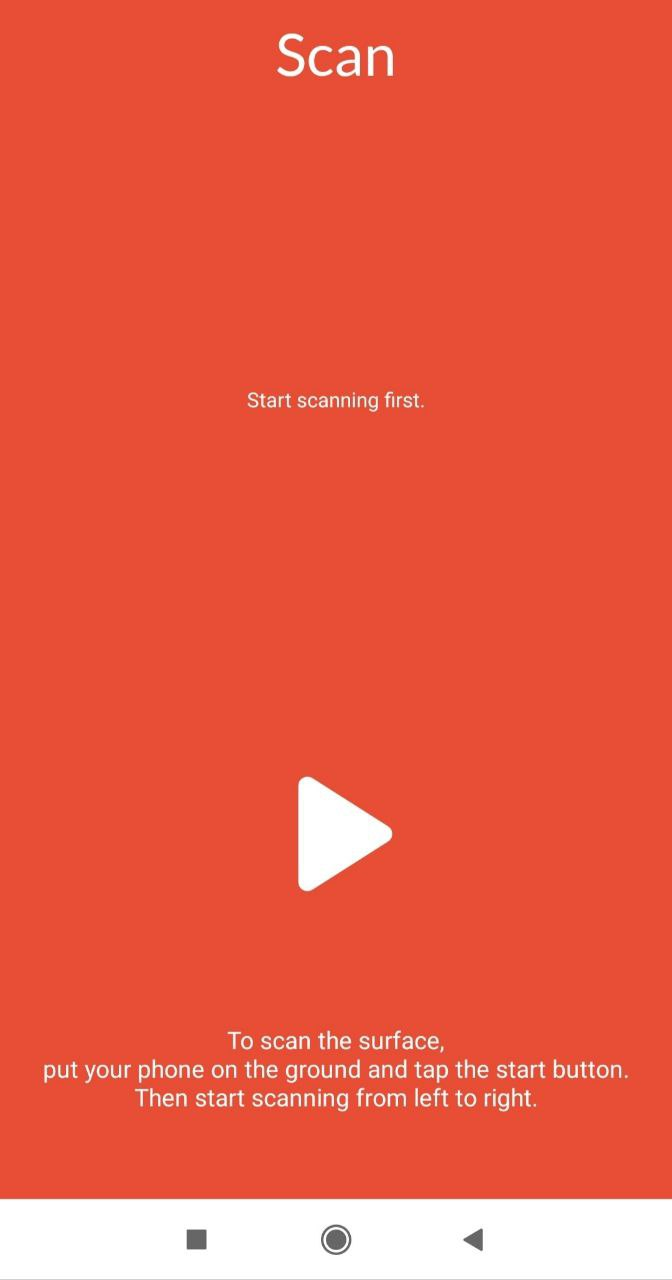 Scan
Start scanning first.
To scan the surface,
put your phone on the ground and tap the start button.
Then start scanning from left to right.